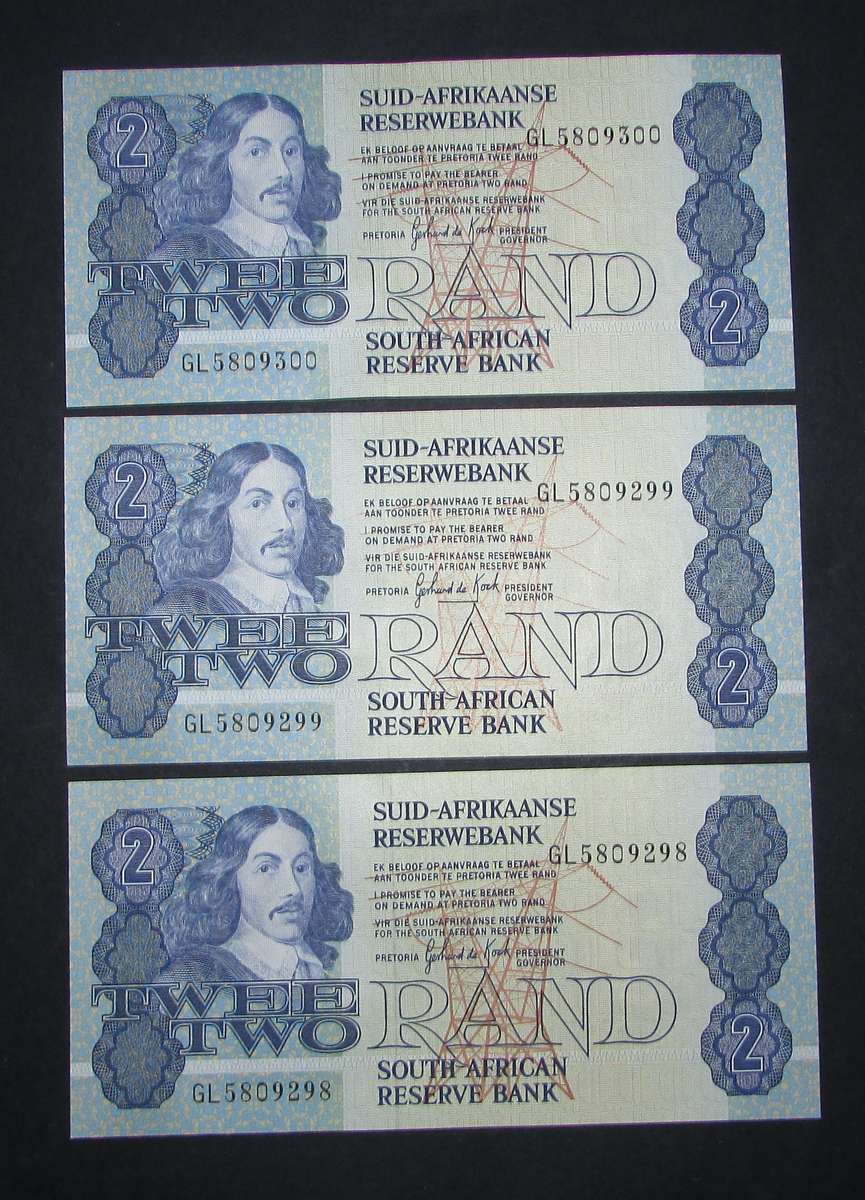 2
SUID-AFRIKAANSE
RESERWEBANK
GL5809300
EK BELOOF OP AANVRAAG TE BETAAL
AAN TOONDER TE PRETORIA TWEE RAND
I PROMISE TO PAY THE BEARER
ON DEMAND AT PRETORIA TWO RAND
VIR DIE SUID-AFRIKAANSE RESERWEBANK
FOR THE SOUTH AFRICAN RESERVE BANK
PRETORIA Gerhard de Kock PRESIDENT
GOVERNOR
TWEE
TWO RAND
2
SOUTH AFRICAN
RESERVE BANK
GL5809300
2
SUID-AFRIKAANSE
RESERWEBANK
GL5809299
EK BELOOF OP AANVRAAG TE BETAAL
AAN TOONDER TE PRETORIA TWEE RAND
I PROMISE TO PAY THE BEARER
ON DEMAND AT PRETORIA TWO RAND
VIR DIE SUID-AFRIKAANSE RESERWEBANK
FOR THE SOUTH AFRICAN RESERVE BANK
PRETORIA Gerhard de Kock PRESIDENT
GOVERNOR
TWEE
TWO RAND
2
SOUTH AFRICAN
RESERVE BANK
GL5809299
2
SUID-AFRIKAANSE
RESERWEBANK
GL5809298
EK BELOOF OP AANVRAAG TE BETAAL
AAN TOONDER TE PRETORIA TWEE RAND
I PROMISE TO PAY THE BEARER
ON DEMAND AT PRETORIA TWO RAND
VIR DIE SUID-AFRIKAANSE RESERWEBANK
FOR THE SOUTH AFRICAN RESERVE BANK
PRETORIA Gerhard de Kock PRESIDENT
GOVERNOR
TWEE
TWO RAND
2
SOUTH AFRICAN
RESERVE BANK
GL5809298